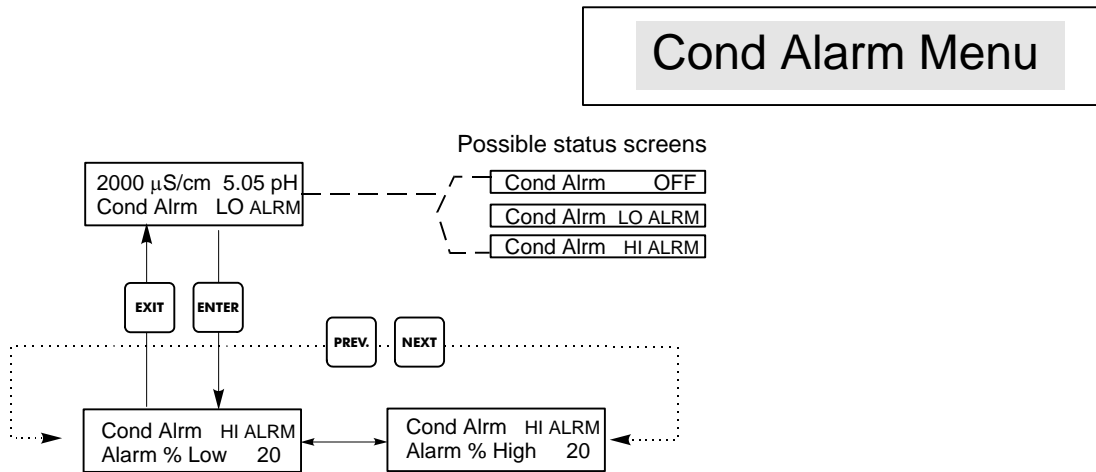 Cond Alarm Menu
Possible status screens
2000 μS/cm 5.05 pH
Cond Alrm LO ALRM
Cond Alrm OFF
Cond Alrm LO ALRM
Cond Alrm HI ALRM
EXIT
ENTER
PREV.
NEXT
Cond Alrm HI ALRM
Alarm % Low 20
Cond Alrm HI ALRM
Alarm % High 20